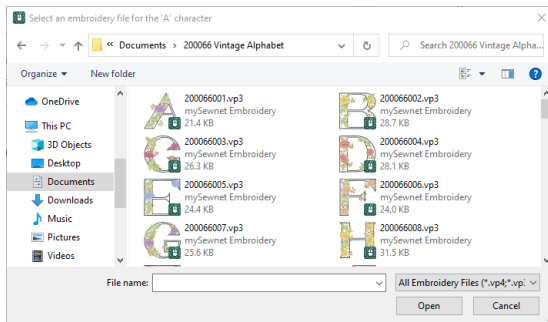 Select an embroidery file for the 'A' character
« Documents > 200066 Vintage Alphabet
Search 200066 Vintage Alpha...
Organize
New folder
OneDrive
This PC
3D Objects
Desktop
Documents
Downloads
Music
Pictures
Videos
200066001.vp3
mySewnet Embroidery
21.4 KB
200066002.vp3
mySewnet Embroidery
28.7 KB
200066003.vp3
mySewnet Embroidery
26.3 KB
200066004.vp3
mySewnet Embroidery
28.1 KB
200066005.vp3
mySewnet Embroidery
24.4 KB
200066006.vp3
mySewnet Embroidery
24.0 KB
200066007.vp3
mySewnet Embroidery
25.6 KB
200066008.vp3
mySewnet Embroidery
31.5 KB
A
B
C
D
E
F
G
H
File name:
All Embroidery Files (*.vp4;*.vp:
Open
Cancel